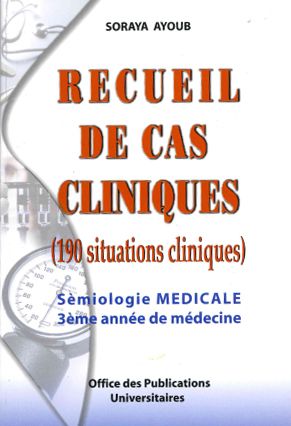 SORAYA AYOUB
RECUEIL
DE CAS
CLINIQUES
(190 situations cliniques)
Sèmiologie MEDICALE
3ème année de médecine
Office des Publications
Universitaires